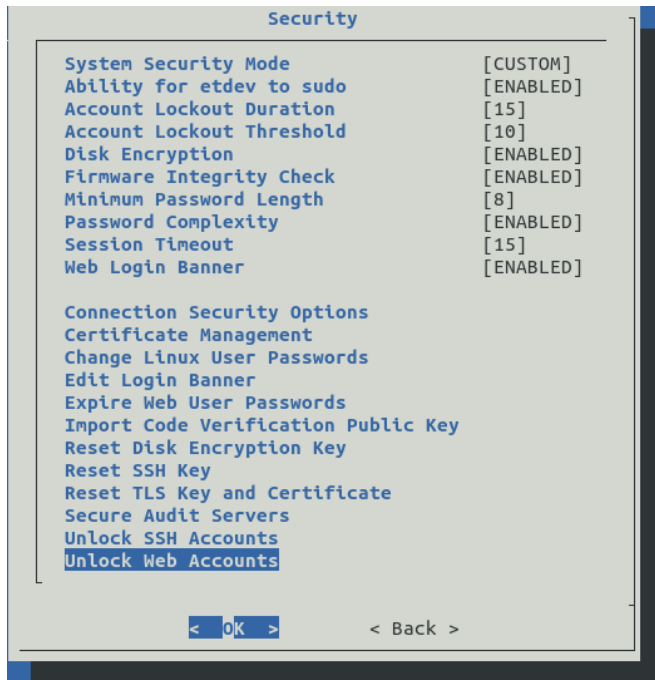 Security
System Security Mode [CUSTOM]
Ability for etdev to sudo [ENABLED]
Account Lockout Duration [15]
Account Lockout Threshold [10]
Disk Encryption [ENABLED]
Firmware Integrity Check [ENABLED]
Minimum Password Length [8]
Password Complexity [ENABLED]
Session Timeout [15]
Web Login Banner [ENABLED]
Connection Security Options
Certificate Management
Change Linux User Passwords
Edit Login Banner
Expire Web User Passwords
Import Code Verification Public Key
Reset Disk Encryption Key
Reset SSH Key
Reset TLS Key and Certificate
Secure Audit Servers
Unlock SSH Accounts
Unlock Web Accounts
< OK > < Back >